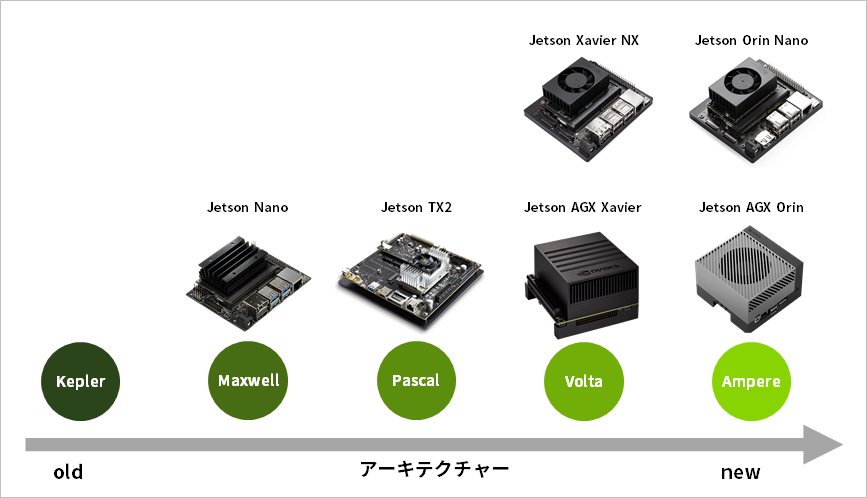 Jetson Xavier NX
Jetson Orin Nano
Jetson Nano
Jetson TX2
Jetson AGX Xavier
Jetson AGX Orin
NVIDIA
Kepler
Maxwell
Pascal
Volta
Ampere
old
アーキテクチャー
new